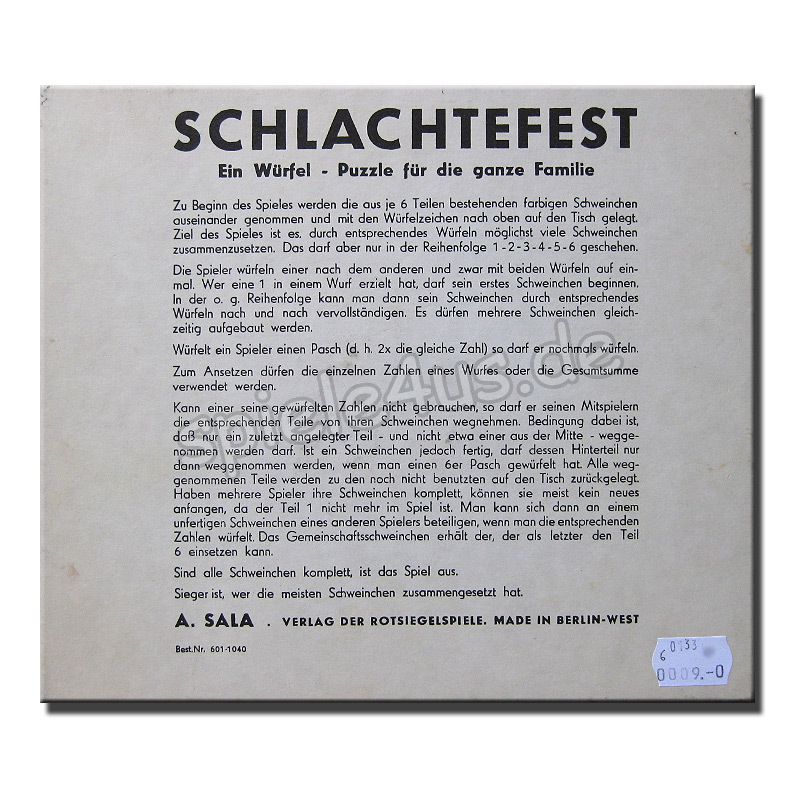 SCHLACHTEFEST
Ein Würfel - Puzzle für die ganze Familie
Zu Beginn des Spieles werden die aus je 6 Teilen bestehenden farbigen Schweinchen
auseinander genommen und mit den Würfelzeichen nach oben auf den Tisch gelegt.
Ziel des Spieles ist es, durch entsprechendes Würfeln möglichst viele Schweinchen
zusammenzusetzen. Das darf aber nur in der Reihenfolge 1-2-3-4-5-6 geschehen.
Die Spieler würfeln einer nach dem anderen und zwar mit beiden Würfeln auf ein-
mal. Wer eine 1 in einem Wurf erzielt hat, darf sein erstes Schweinchen beginnen.
In der o. g. Reihenfolge kann man dann sein Schweinchen durch entsprechendes
Würfeln nach und nach vervollständigen. Es dürfen mehrere Schweinchen gleich-
zeitig aufgebaut werden.
Würfelt ein Spieler einen Pasch (d. h. 2x die gleiche Zahl) so darf er nochmals würfeln.
Zum Ansetzen dürfen die einzelnen Zahlen eines Wurfes oder die Gesamtsumme
verwendet werden.
Kann einer seine gewürfelten Zahlen nicht gebrauchen, so darf er seinen Mitspielern
die entsprechenden Teile von ihren Schweinchen wegnehmen. Bedingung dabei ist,
daß nur ein zuletzt angelegter Teil - und nicht etwa einer aus der Mitte - wegge-
nommen werden darf. Ist ein Schweinchen jedoch fertig, darf dessen Hinterteil nur
dann weggenommen werden, wenn man einen 6er Pasch gewürfelt hat. Alle weg-
genommenen Teile werden zu den noch nicht benutzten auf den Tisch zurückgelegt.
Haben mehrere Spieler ihre Schweinchen komplett, können sie meist kein neues
anfangen, da der Teil 1 nicht mehr im Spiel ist. Man kann sich dann an einem
unfertigen Schweinchen eines anderen Spielers beteiligen, wenn man die entsprechenden
Zahlen würfelt. Das Gemeinschaftsschweinchen erhält der, der als letzter den Teil
6 einsetzen kann.
Sind alle Schweinchen komplett, ist das Spiel aus.
Sieger ist, wer die meisten Schweinchen zusammengesetzt hat.
A. SALA . VERLAG DER ROTSIEGELSPIELE. MADE IN BERLIN-WEST
Best.Nr. 601-1040
6 0133
0009.-0
spiele4us.de